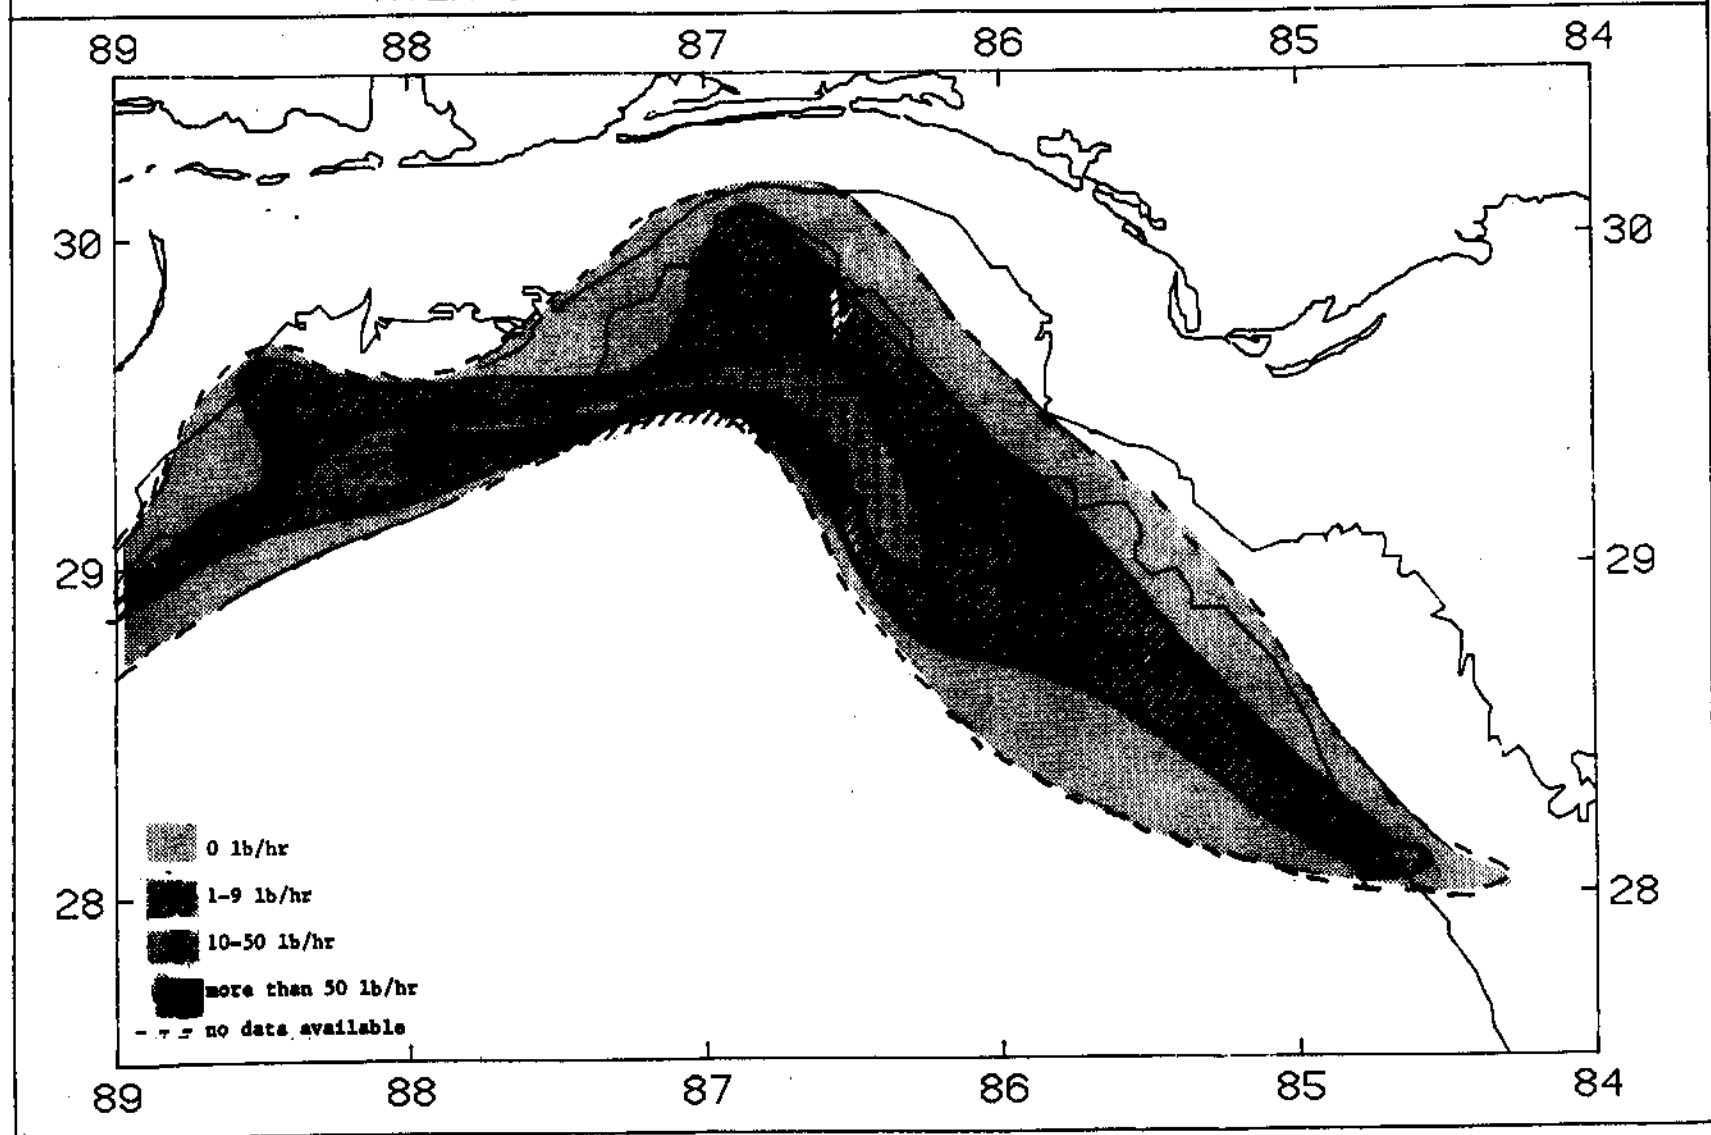 89 88 87 86 85 84
30 30
29 29
28 28
0 lb/hr
1-9 lb/hr
10-50 lb/hr
more than 50 lb/hr
no data available
89 88 87 86 85 84